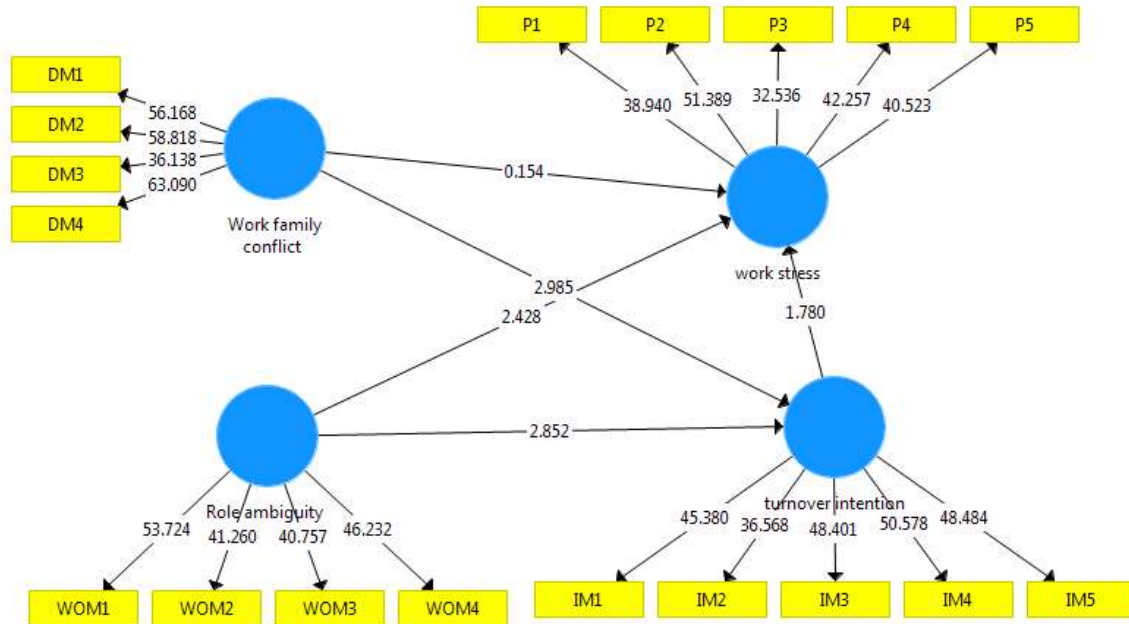 P1
P2
P3
P4
P5
DM1
DM2
DM3
DM4
56.168
58.818
36.138
63.090
38.940
51.389
32.536
42.257
40.523
0.154
Work family
conflict
work stress
2.985
2.428
1.780
2.852
Role ambiguity
turnover intention
53.724
41.260
40.757
46.232
45.380
36.568
48.401
50.578
48.484
WOM1
WOM2
WOM3
WOM4
IM1
IM2
IM3
IM4
IM5